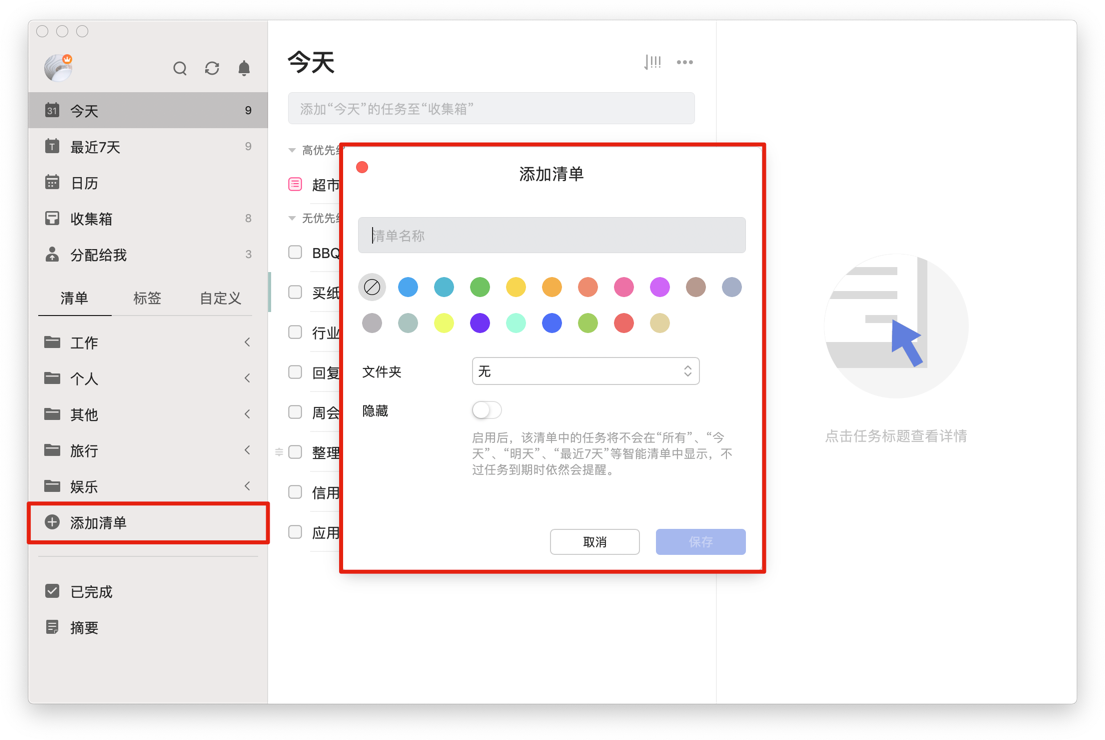 今天
添加“今天”的任务至“收集箱”
31 今天 9
T 最近7天 9
日历
收集箱 8
分配给我 3
清单 标签 自定义
工作
个人
其他
旅行
娱乐
添加清单
已完成
摘要
高优先
超市
无优先
BBQ
买纸
行业
回复
周会
整理
信用
应用
添加清单
清单名称
文件夹 无
隐藏
启用后，该清单中的任务将不会在“所有”、“今
天”、“明天”、“最近7天”等智能清单中显示，不
过任务到期时依然会提醒。
取消 保存
点击任务标题查看详情